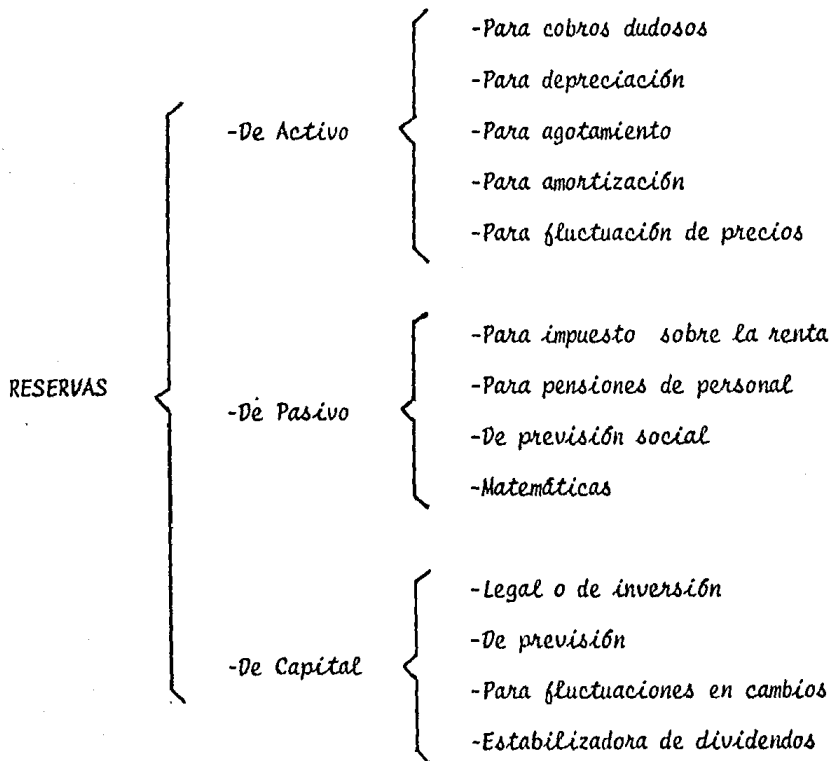 RESERVAS
-De Activo
-Para cobros dudosos
-Para depreciación
-Para agotamiento
-Para amortización
-Para fluctuación de precios
-De Pasivo
-Para impuesto sobre la renta
-Para pensiones de personal
-De previsión social
-Matemáticas
-De Capital
-Legal o de inversión
-De previsión
-Para fluctuaciones en cambios
-Estabilizadora de dividendos